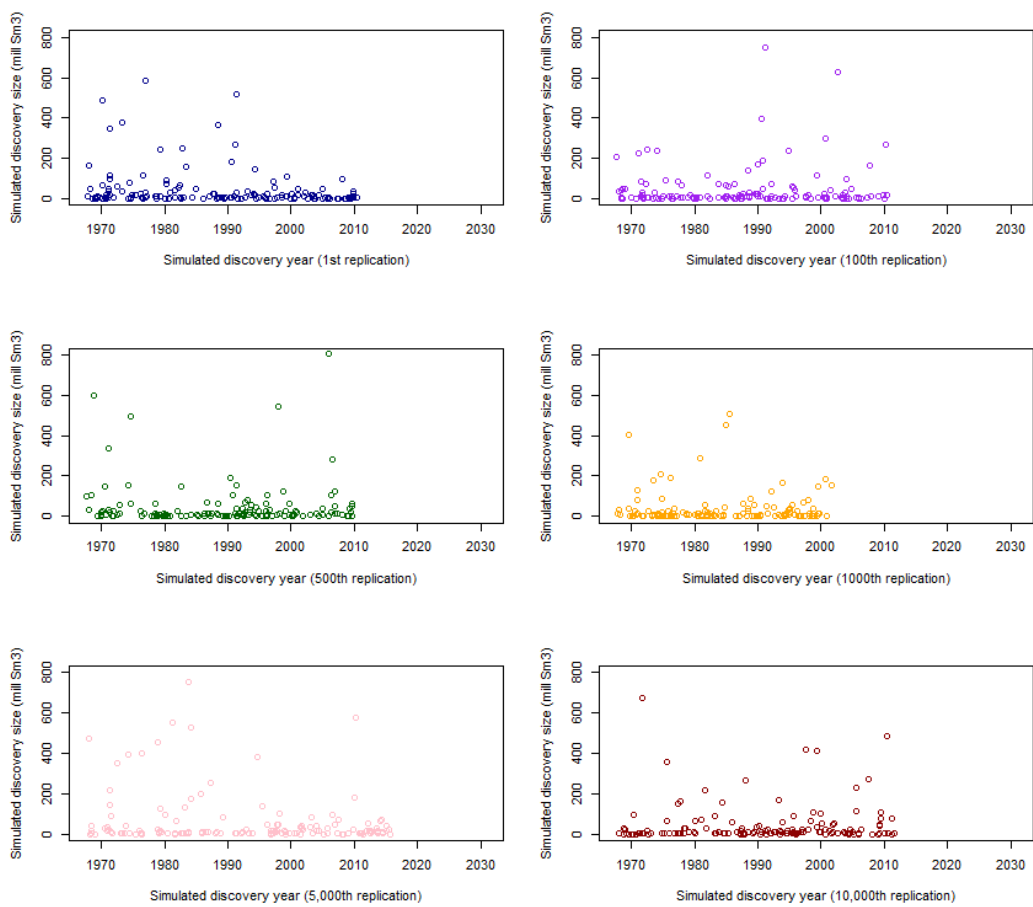 Simulated discovery size (mill Sm3)
800
600
400
200
0
1970 1980 1990 2000 2010 2020 2030
Simulated discovery year (1st replication)
Simulated discovery size (mill Sm3)
800
600
400
200
0
1970 1980 1990 2000 2010 2020 2030
Simulated discovery year (100th replication)
Simulated discovery size (mill Sm3)
800
600
400
200
0
1970 1980 1990 2000 2010 2020 2030
Simulated discovery year (500th replication)
Simulated discovery size (mill Sm3)
800
600
400
200
0
1970 1980 1990 2000 2010 2020 2030
Simulated discovery year (1000th replication)
Simulated discovery size (mill Sm3)
800
600
400
200
0
1970 1980 1990 2000 2010 2020 2030
Simulated discovery year (5,000th replication)
Simulated discovery size (mill Sm3)
800
600
400
200
0
1970 1980 1990 2000 2010 2020 2030
Simulated discovery year (10,000th replication)